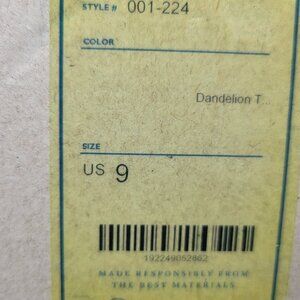 STYLE # 001-224
COLOR
Dandelion T...
SIZE
US 9
192249052862
MADE RESPONSIBLY FROM
THE BEST MATERIALS